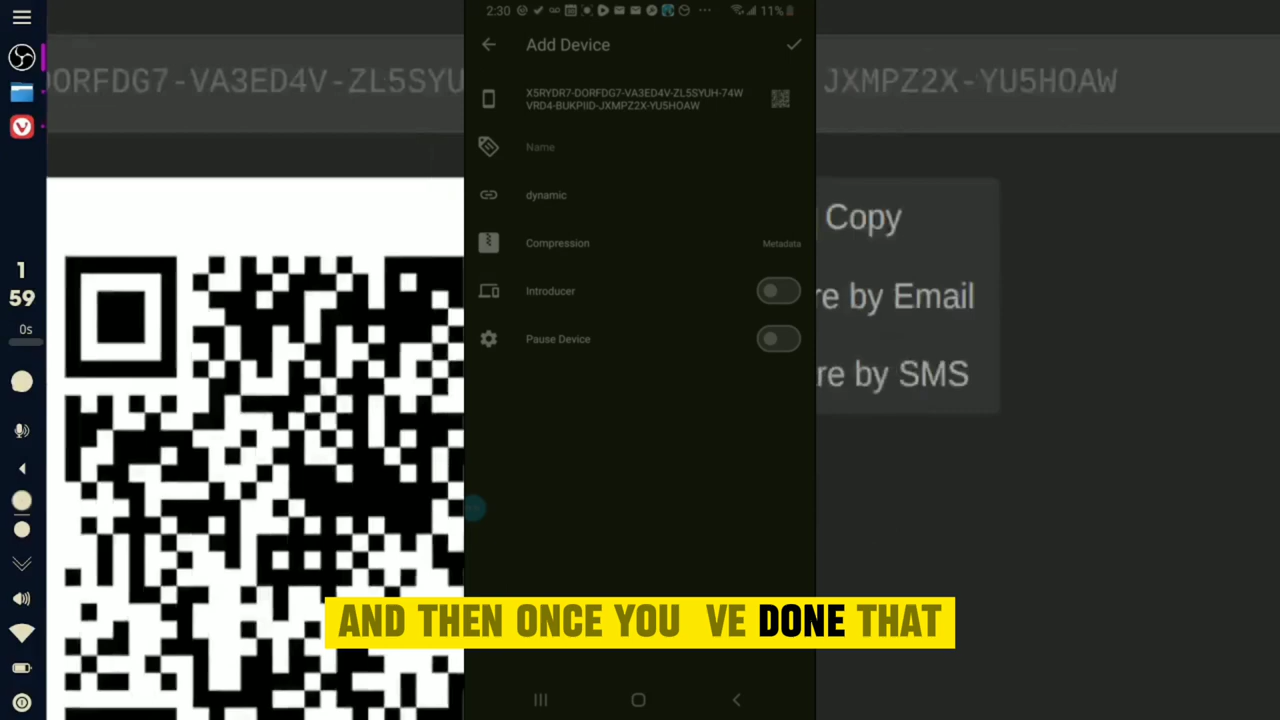 2:30
11%
Add Device
DORFDG7-VA3ED4V-ZL5SYU
JXMPZ2X-YU5HOAW
X5RYDR7-DORFDG7-VA3ED4V-ZL5SYUH-74W
VRD4-BUKPIID-JXMPZ2X-YU5HOAW
Name
dynamic
Compression
Metadata
Introducer
Pause Device
Copy
re by Email
re by SMS
1
59
0s
AND THEN ONCE YOU VE DONE THAT